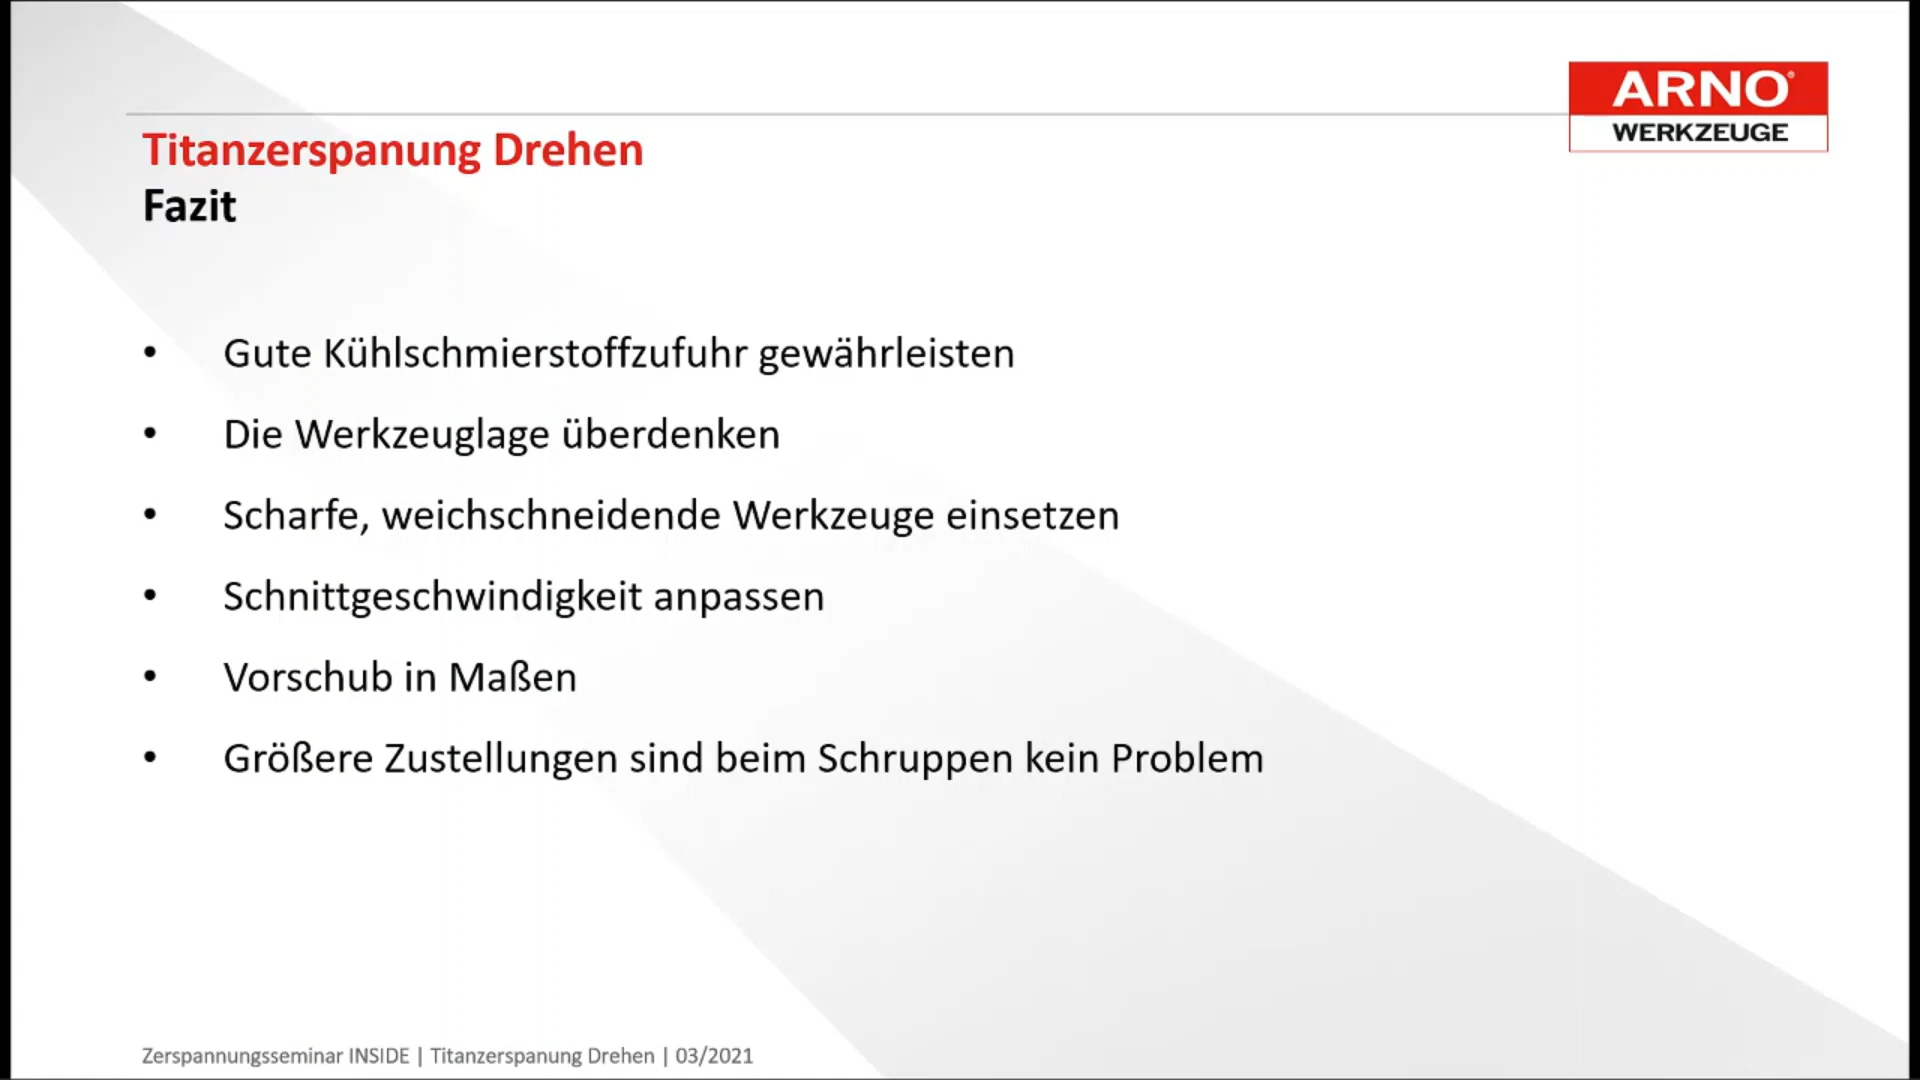 ARNO®
WERKZEUGE
Titanzerspanung Drehen
Fazit
• Gute Kühlschmierstoffzufuhr gewährleisten
• Die Werkzeuglage überdenken
• Scharfe, weichschneidende Werkzeuge einsetzen
• Schnittgeschwindigkeit anpassen
• Vorschub in Maßen
• Größere Zustellungen sind beim Schruppen kein Problem
Zerspannungsseminar INSIDE | Titanzerspanung Drehen | 03/2021